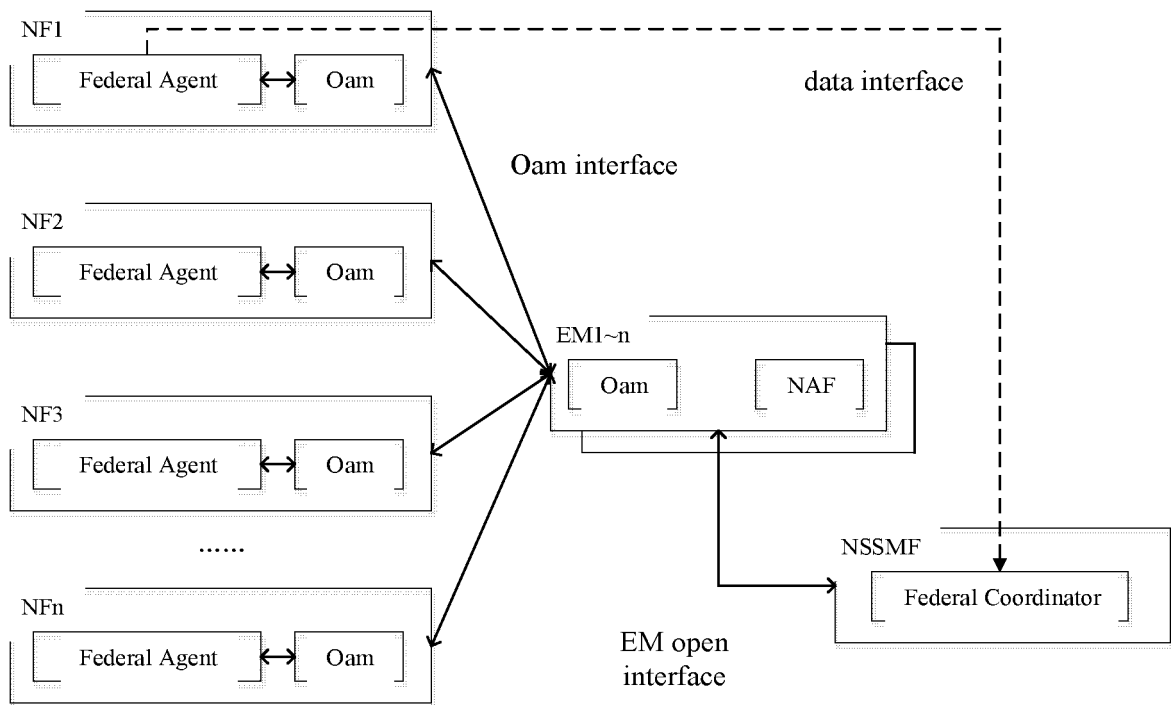 NF1
Federal Agent
Oam
data interface
Oam interface
NF2
Federal Agent
Oam
EM1~n
Oam
NAF
NF3
Federal Agent
Oam
......
NSSMF
Federal Coordinator
NFn
Federal Agent
Oam
EM open
interface